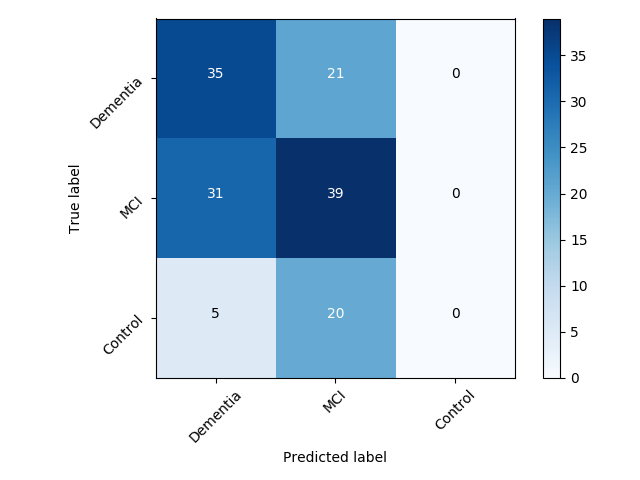 Dementia 35 21 0
MCI 31 39 0
Control 5 20 0
Dementia MCI Control
True label
Predicted label
35
30
25
20
15
10
5
0